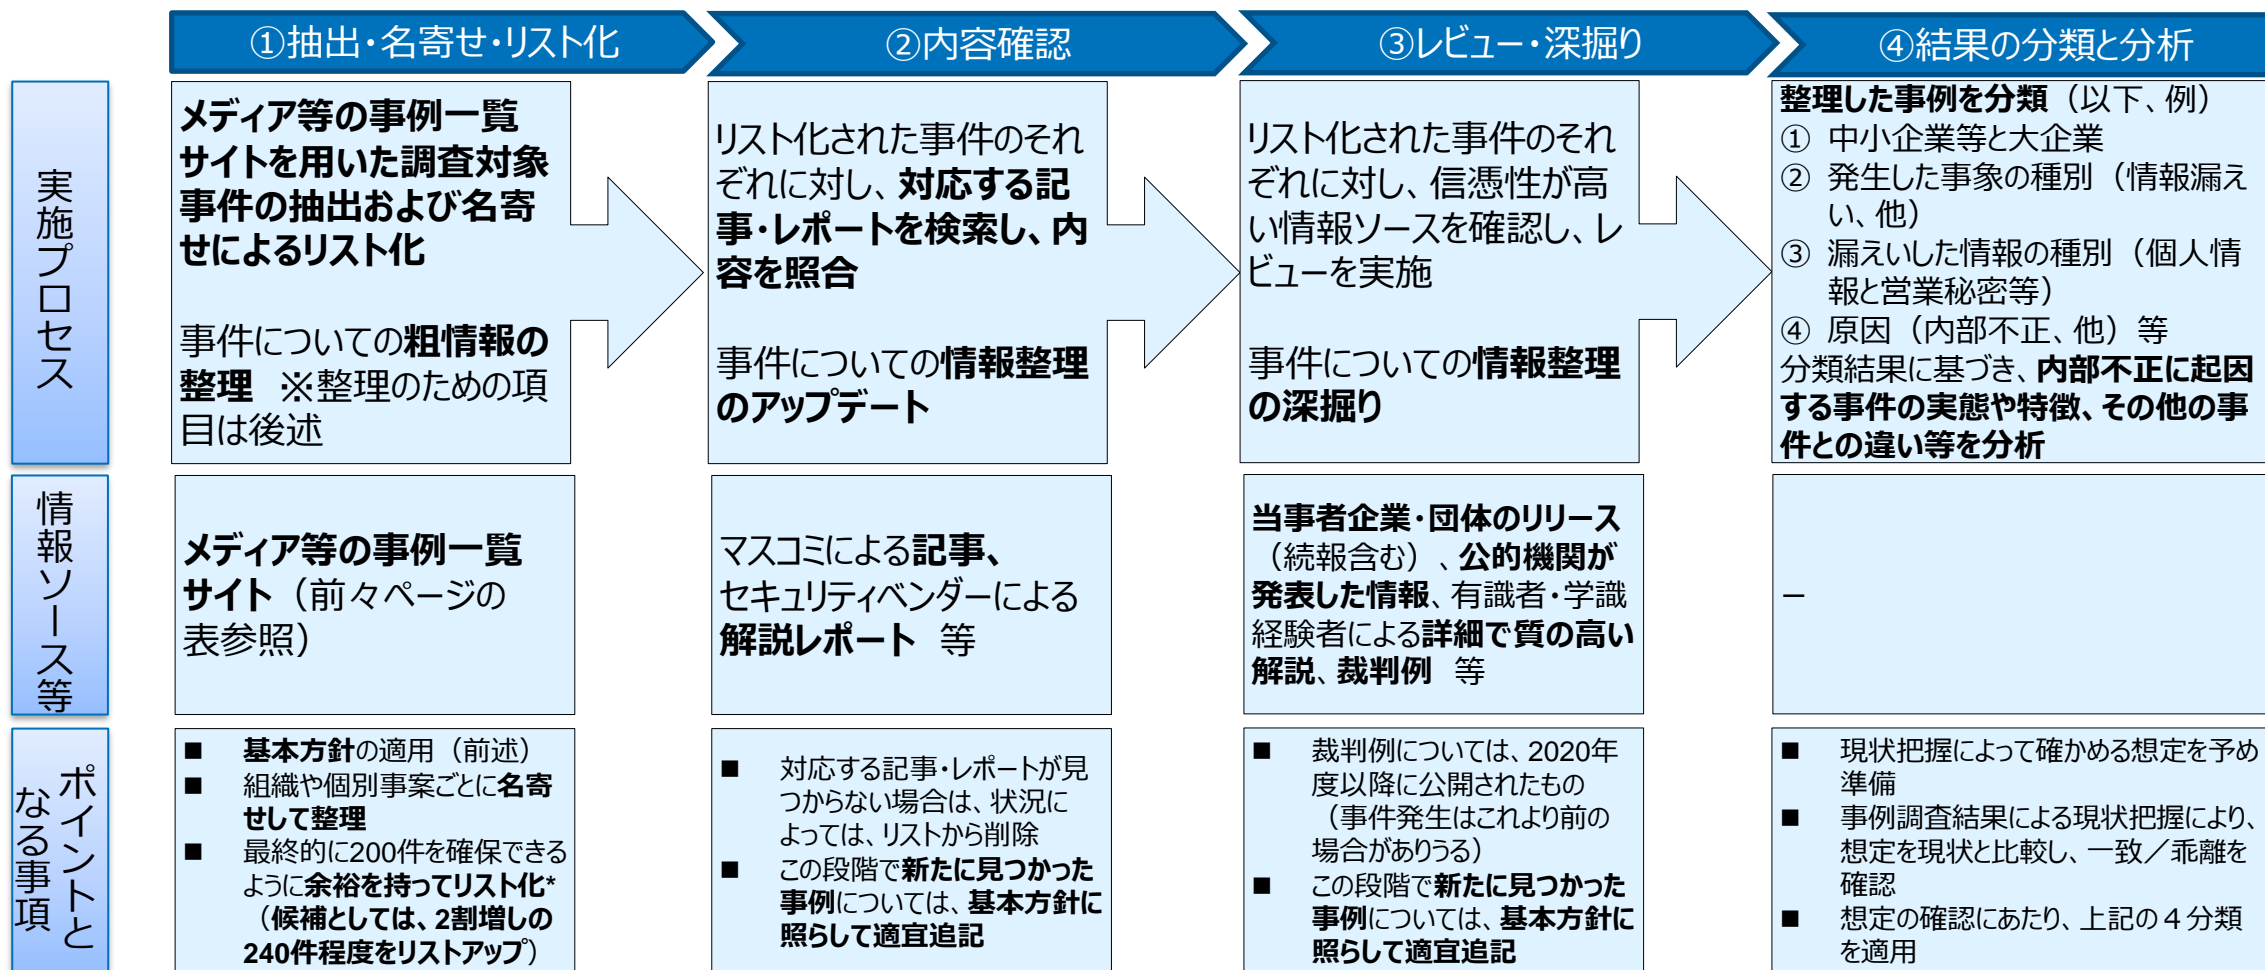 ①抽出・名寄せ・リスト化
②内容確認
③レビュー・深掘り
④結果の分類と分析
実施プロセス
メディア等の事例一覧
サイトを用いた調査対象
事件の抽出および名寄
せによるリスト化
事件についての粗情報の
整理　※整理のための項
目は後述
リスト化された事件のそれ
ぞれに対し、対応する記
事・レポートを検索し、内
容を照合
事件についての情報整理
のアップデート
リスト化された事件のそれ
ぞれに対し、信憑性が高
い情報ソースを確認し、レ
ビューを実施
事件についての情報整理
の深掘り
整理した事例を分類（以下、例）
① 中小企業等と大企業
② 発生した事象の種別（情報漏え
い、他）
③ 漏えいした情報の種別（個人情
報と営業秘密等）
④ 原因（内部不正、他）等
分類結果に基づき、内部不正に起因
する事件の実態や特徴、その他の事
件との違い等を分析
情報ソース等
メディア等の事例一覧
サイト（前々ページの
表参照）
マスコミによる記事、
セキュリティベンダーによる
解説レポート　等
当事者企業・団体のリリース
（続報含む）、公的機関が
発表した情報、有識者・学識
経験者による詳細で質の高い
解説、裁判例　等
－
ポイントと
なる事項
■ 基本方針の適用（前述）
■ 組織や個別事案ごとに名寄
せして整理
■ 最終的に200件を確保できる
ように余裕を持ってリスト化*
（候補としては、2割増しの
240件程度をリストアップ）
■ 対応する記事・レポートが見
つからない場合は、状況に
よっては、リストから削除
■ この段階で新たに見つかった
事例については、基本方針に
照らして適宜追記
■ 裁判例については、2020年
度以降に公開されたもの
（事件発生はこれより前の
場合がありうる）
■ この段階で新たに見つかった
事例については、基本方針に
照らして適宜追記
■ 現状把握によって確かめる想定を予め
準備
■ 事例調査結果による現状把握により、
想定を現状と比較し、一致／乖離を
確認
■ 想定の確認にあたり、上記の４分類
を適用